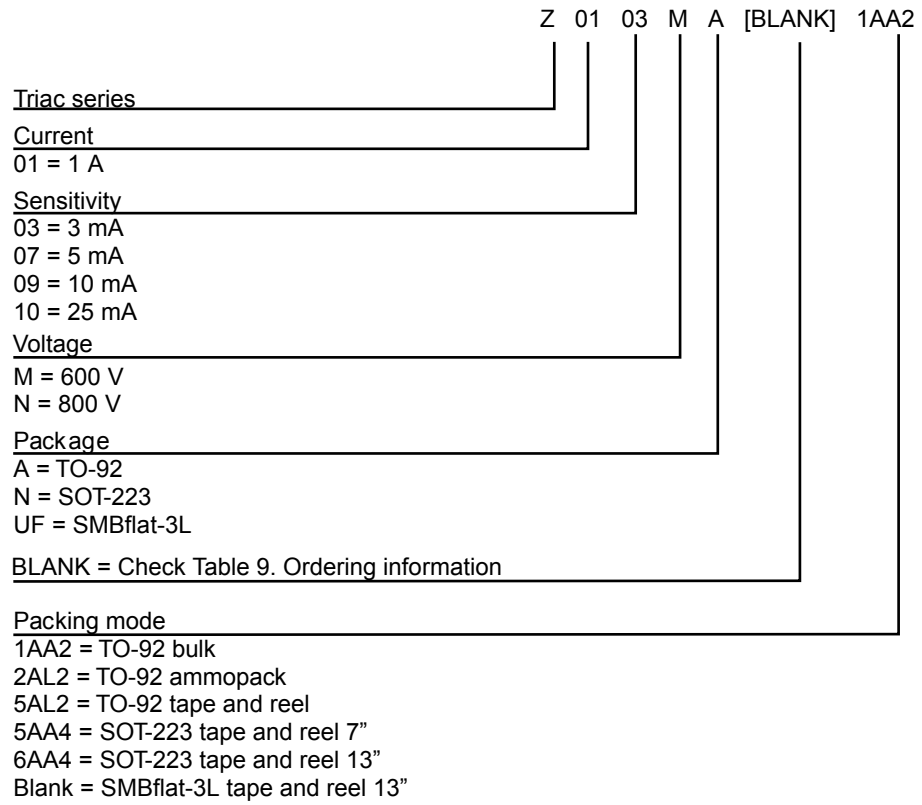 Z 01 03 M A [BLANK] 1AA2
Triac series
Current
01 = 1 A
Sensitivity
03 = 3 mA
07 = 5 mA
09 = 10 mA
10 = 25 mA
Voltage
M = 600 V
N = 800 V
Package
A = TO-92
N = SOT-223
UF = SMBflat-3L
BLANK = Check Table 9. Ordering information
Packing mode
1AA2 = TO-92 bulk
2AL2 = TO-92 ammopack
5AL2 = TO-92 tape and reel
5AA4 = SOT-223 tape and reel 7”
6AA4 = SOT-223 tape and reel 13”
Blank = SMBflat-3L tape and reel 13”